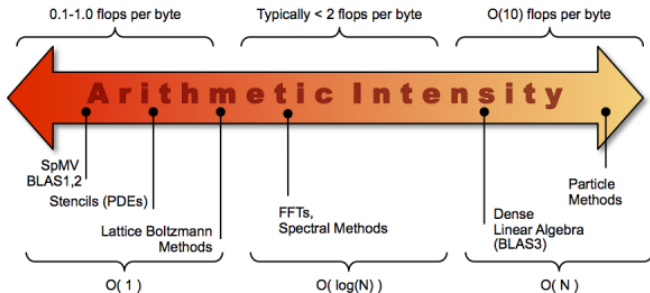 0.1-1.0 flops per byte
Typically < 2 flops per byte
O(10) flops per byte
Arithmetic Intensity
SpMV
BLAS1,2
Stencils (PDEs)
Lattice Boltzmann
Methods
FFTs,
Spectral Methods
Dense
Linear Algebra
(BLAS3)
Particle
Methods
O( 1 )
O( log(N) )
O( N )